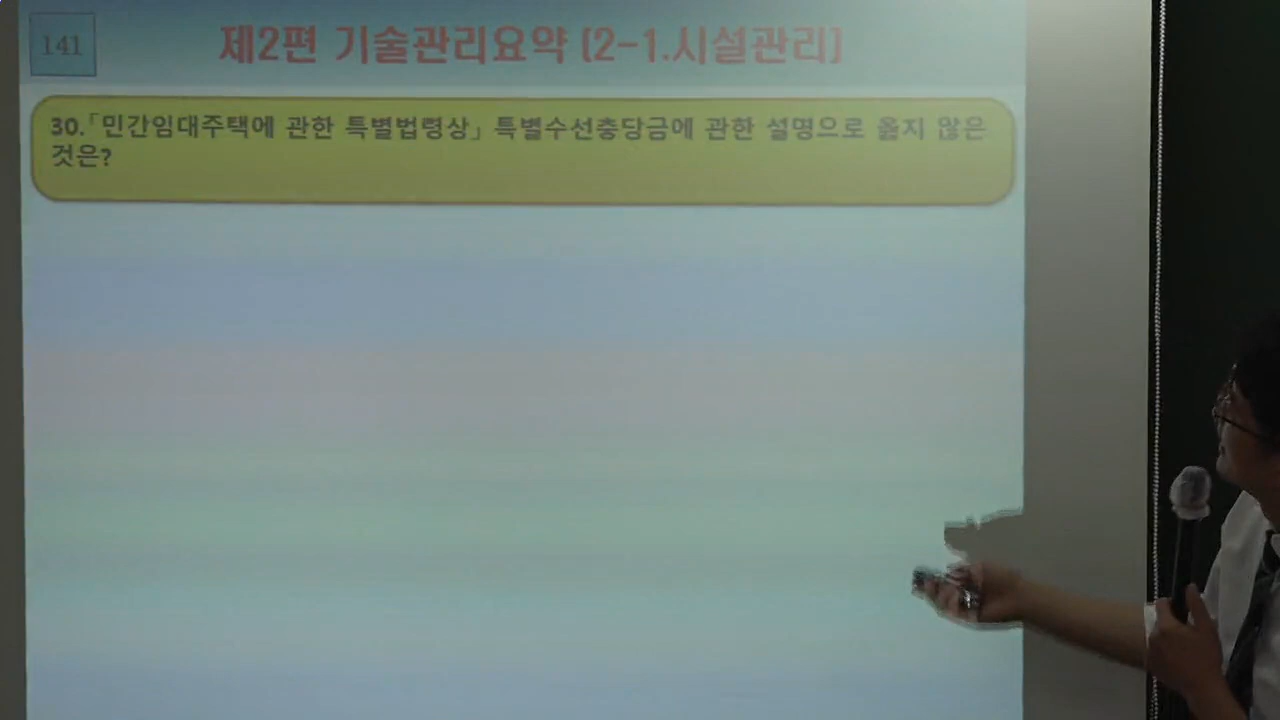 141
제2편 기술관리요약 [2-1.시설관리]
30.「민간임대주택에 관한 특별법령상」 특별수선충당금에 관한 설명으로 옳지 않은
것은?